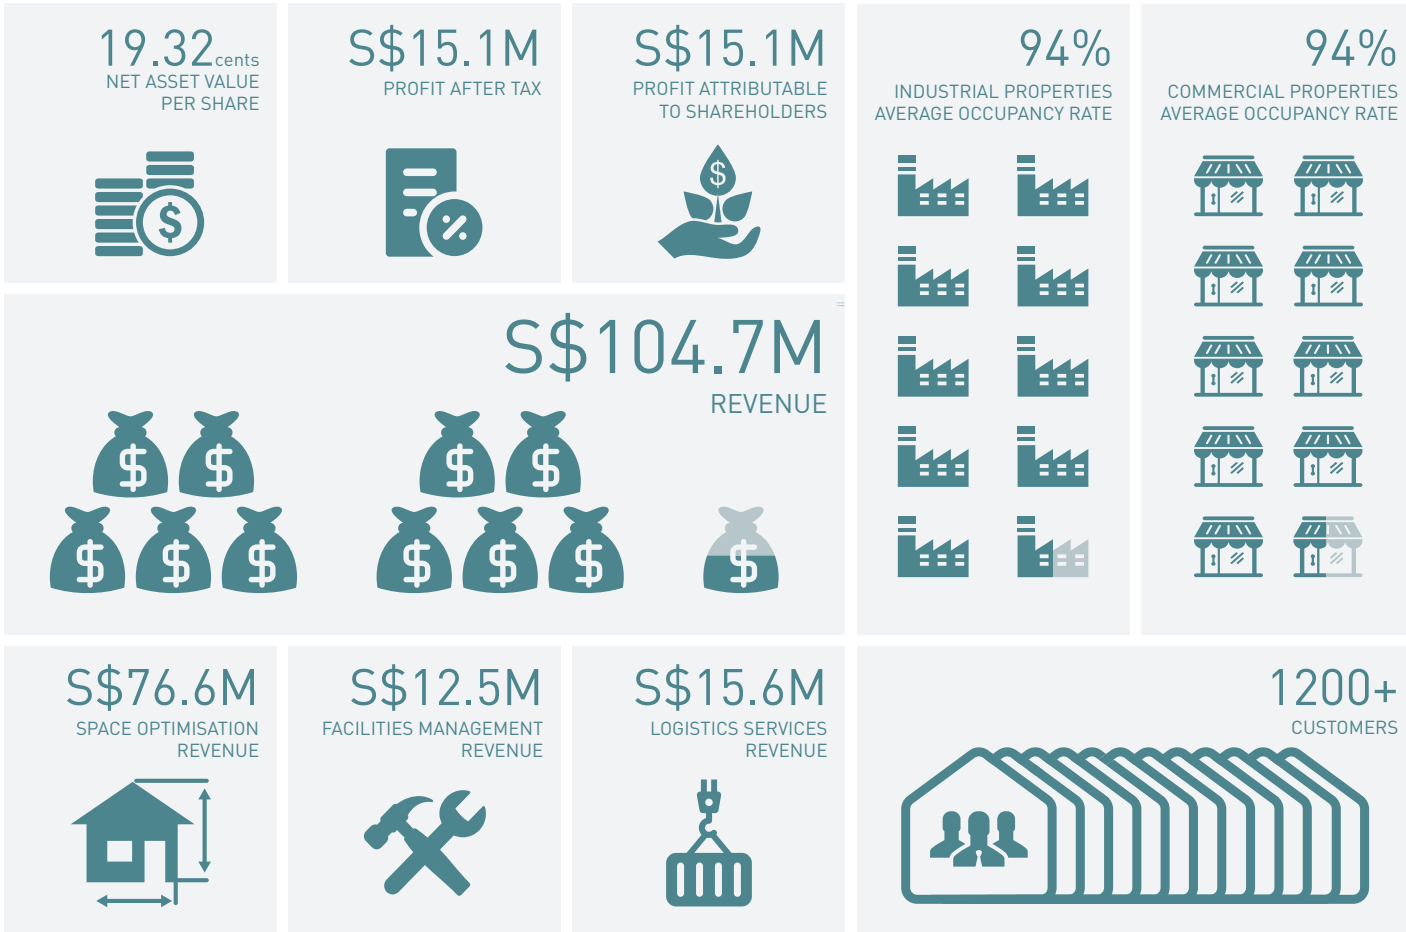 19.32cents
NET ASSET VALUE
PER SHARE
$
S$15.1M
PROFIT AFTER TAX
%
S$15.1M
PROFIT ATTRIBUTABLE
TO SHAREHOLDERS
$
94%
INDUSTRIAL PROPERTIES
AVERAGE OCCUPANCY RATE
94%
COMMERCIAL PROPERTIES
AVERAGE OCCUPANCY RATE
S$104.7M
REVENUE
$ $ $ $
$ $ $ $ $ $ $
S$76.6M
SPACE OPTIMISATION
REVENUE
S$12.5M
FACILITIES MANAGEMENT
REVENUE
S$15.6M
LOGISTICS SERVICES
REVENUE
1200+
CUSTOMERS